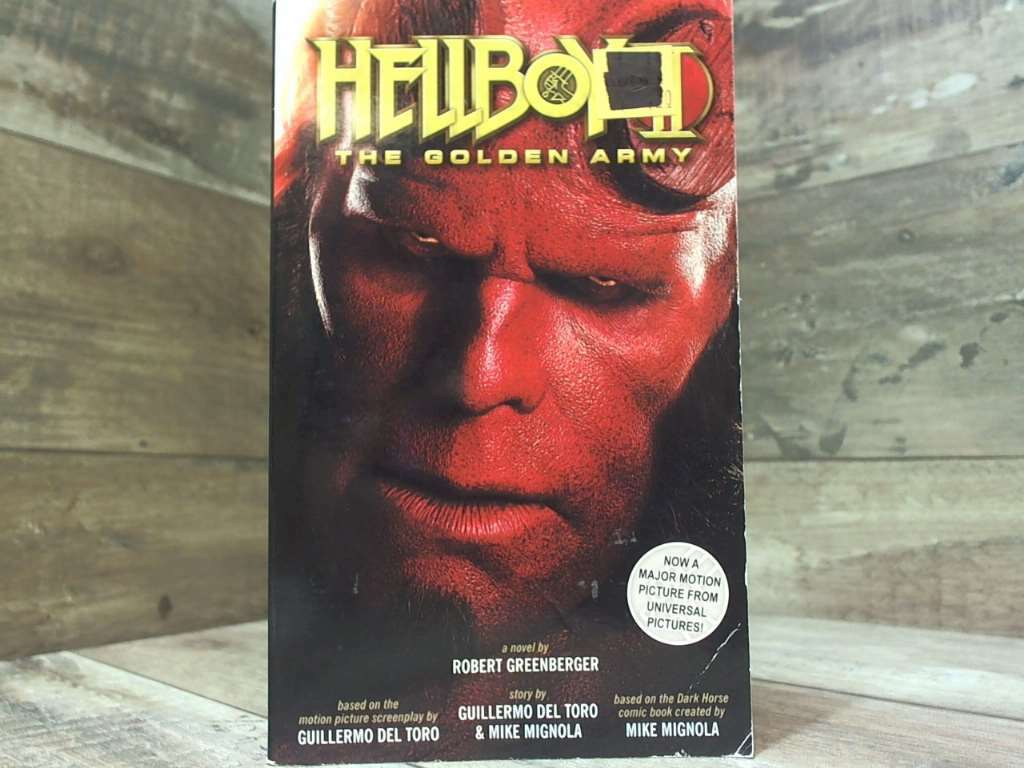 HELLBOY II
THE GOLDEN ARMY
NOW A
MAJOR MOTION
PICTURE FROM
UNIVERSAL
PICTURES!
a novel by
ROBERT GREENBERGER
based on the
motion picture screenplay by
GUILLERMO DEL TORO
story by
GUILLERMO DEL TORO
& MIKE MIGNOLA
based on the Dark Horse
comic book created by
MIKE MIGNOLA